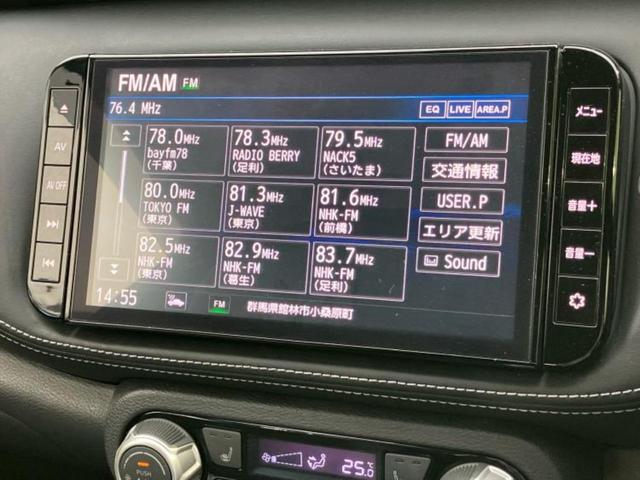 FM/AM FM
76.4 MHz
EQ LIVE AREA.P
78.0MHz
bayfm78
(千葉)
78.3MHz
RADIO BERRY
(足利)
79.5MHz
NACK5
(さいたま)
80.0MHz
TOKYO FM
(東京)
81.3MHz
J-WAVE
(東京)
81.6MHz
NHK-FM
(前橋)
82.5MHz
NHK-FM
(東京)
82.9MHz
NHK-FM
(葛生)
83.7MHz
NHK-FM
(足利)
FM/AM
交通情報
USER.P
エリア更新
Sound
14:55
FM
群馬県館林市小桑原町
AV
AV OFF
メニュー
現在地
音量＋
音量－
PUSH
25.0℃